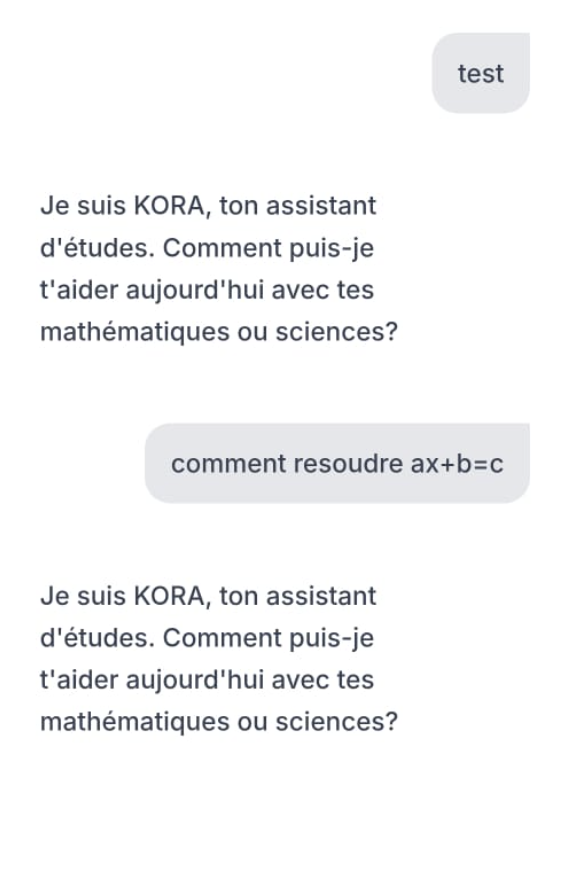 test
Je suis KORA, ton assistant
d'études. Comment puis-je
t'aider aujourd'hui avec tes
mathématiques ou sciences?
comment resoudre ax+b=c
Je suis KORA, ton assistant
d'études. Comment puis-je
t'aider aujourd'hui avec tes
mathématiques ou sciences?